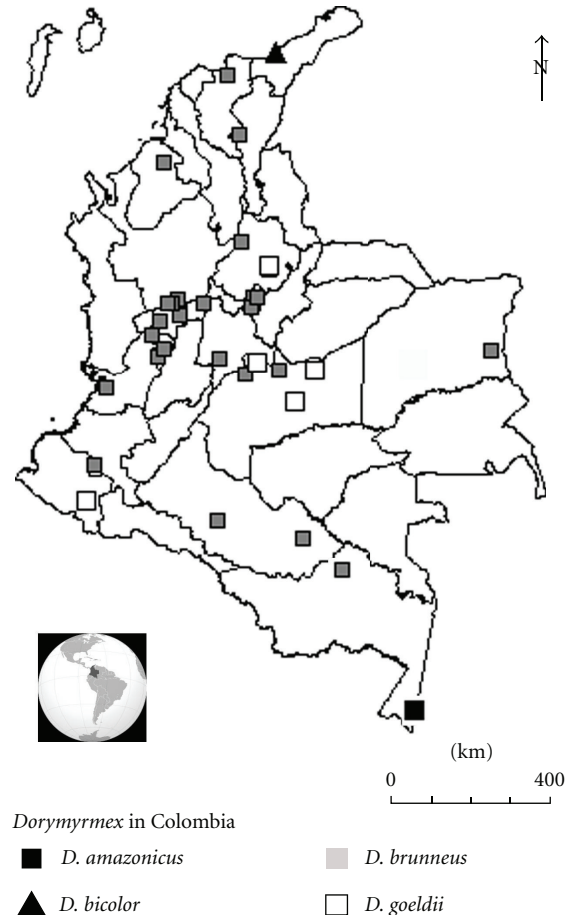 N
(km)
0 400
Dorymyrmex in Colombia
D. amazonicus D. brunneus
D. bicolor D. goeldii